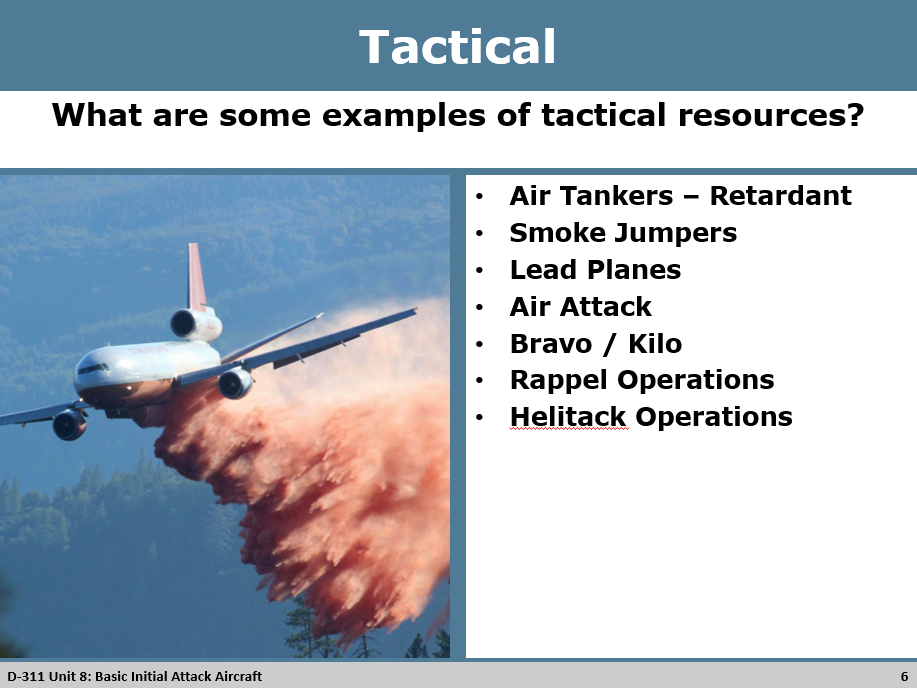 Tactical
What are some examples of tactical resources?
• Air Tankers – Retardant
• Smoke Jumpers
• Lead Planes
• Air Attack
• Bravo / Kilo
• Rappel Operations
• Helitack Operations
D-311 Unit 8: Basic Initial Attack Aircraft
6